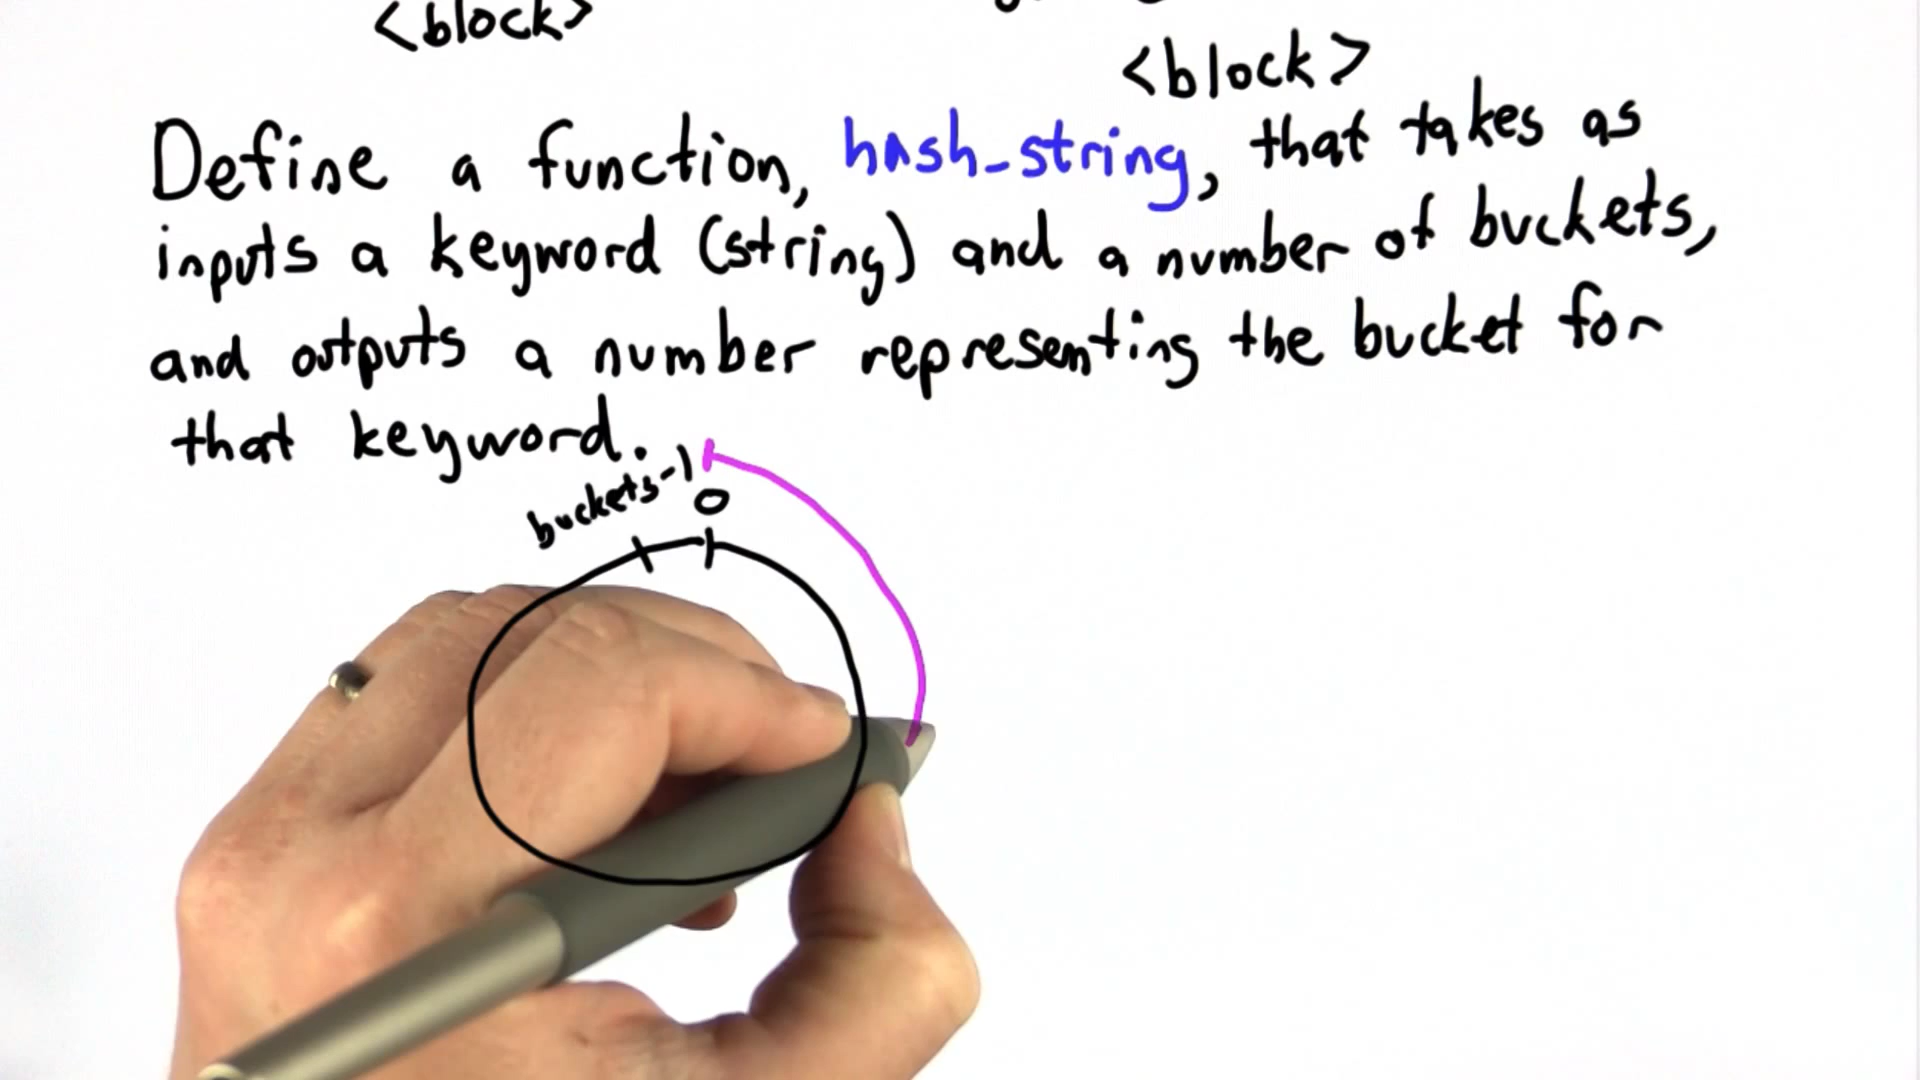 <block>
<block>
Define a function, hash_string, that takes as
inputs a keyword (string) and a number of buckets,
and outputs a number representing the bucket for
that keyword.
buckets-1
0